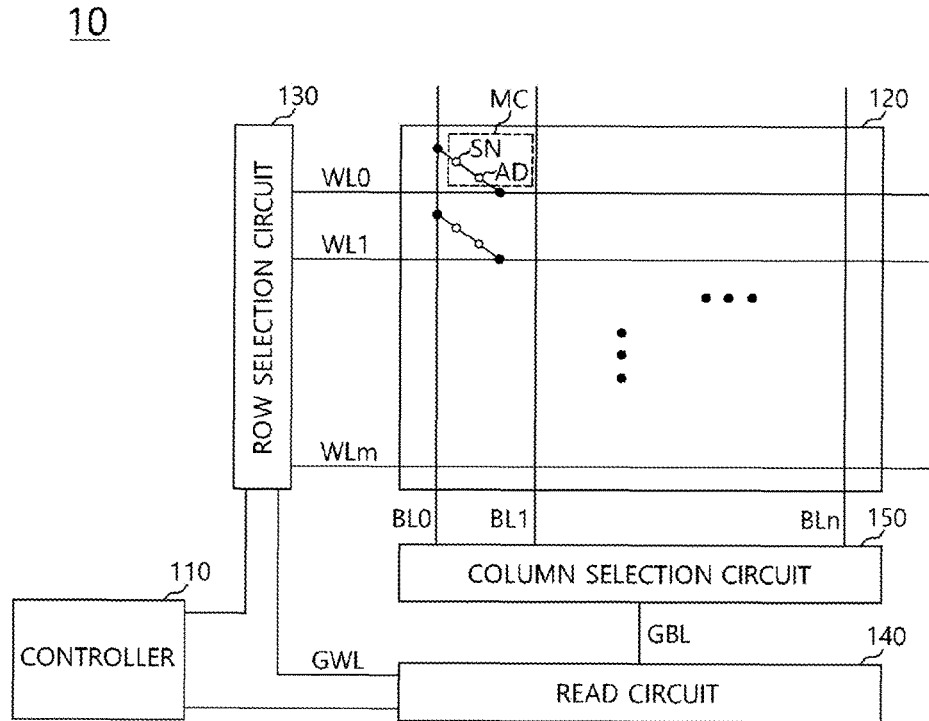 10
130
MC
120
SN
AD
WL0
WL1
ROW SELECTION CIRCUIT
WLm
BL0
BL1
BLn
150
COLUMN SELECTION CIRCUIT
110
GBL
140
CONTROLLER
GWL
READ CIRCUIT